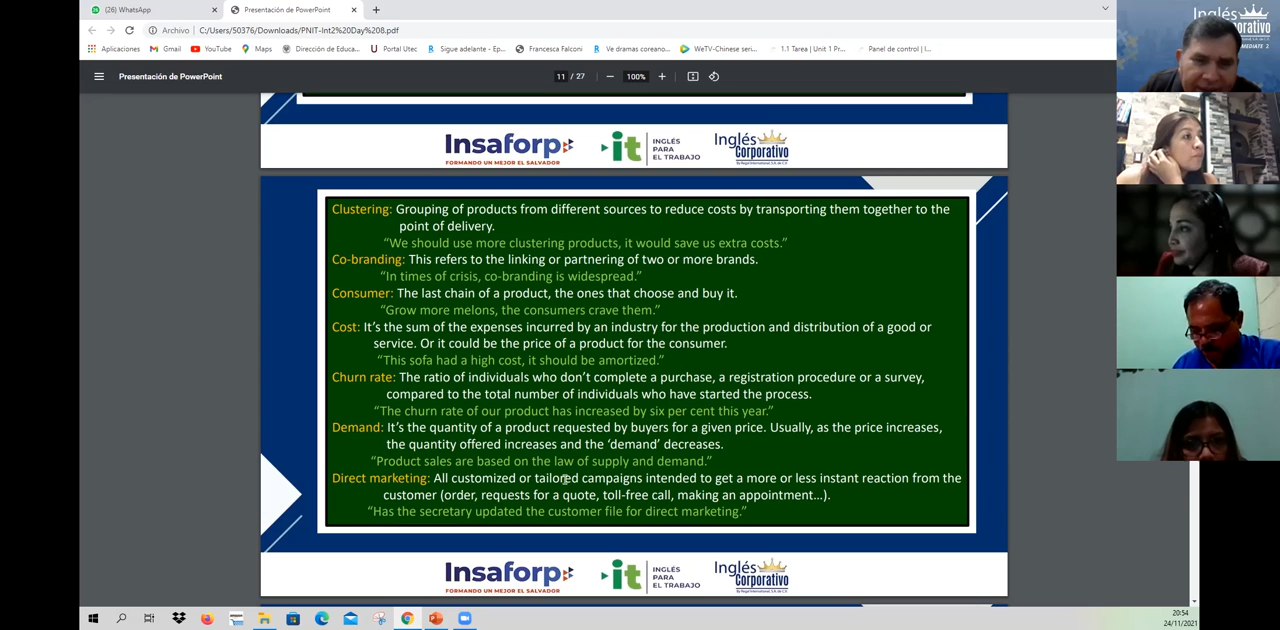 (26) WhatsApp
Presentación de PowerPoint
Archivo
C:/Users/50376/Downloads/PNIT-Int2%20Day%208.pdf
Aplicaciones
Gmail
YouTube
Maps
Dirección de Educa...
Portal Utec
Sigue adelante - Ep...
Francesca Falconi
Ve dramas coreano...
WeTV-Chinese seri...
1.1 Tarea | Unit 1 Pr...
Panel de control | I...
Presentación de PowerPoint
11 / 27
100%
Insaforp
FORMANDO UN MEJOR EL SALVADOR
it
INGLÉS
PARA
EL TRABAJO
Inglés
Corporativo
Clustering: Grouping of products from different sources to reduce costs by transporting them together to the
point of delivery.
“We should use more clustering products, it would save us extra costs.”
Co-branding: This refers to the linking or partnering of two or more brands.
“In times of crisis, co-branding is widespread.”
Consumer: The last chain of a product, the ones that choose and buy it.
“Grow more melons, the consumers crave them.”
Cost: It’s the sum of the expenses incurred by an industry for the production and distribution of a good or
service. Or it could be the price of a product for the consumer.
“This sofa had a high cost, it should be amortized.”
Churn rate: The ratio of individuals who don’t complete a purchase, a registration procedure or a survey,
compared to the total number of individuals who have started the process.
“The churn rate of our product has increased by six per cent this year.”
Demand: It’s the quantity of a product requested by buyers for a given price. Usually, as the price increases,
the quantity offered increases and the ‘demand’ decreases.
“Product sales are based on the law of supply and demand.”
Direct marketing: All customized or tailored campaigns intended to get a more or less instant reaction from the
customer (order, requests for a quote, toll-free call, making an appointment…).
“Has the secretary updated the customer file for direct marketing.”
Insaforp
FORMANDO UN MEJOR EL SALVADOR
it
INGLÉS
PARA
EL TRABAJO
Inglés
Corporativo
20:54
24/11/2021